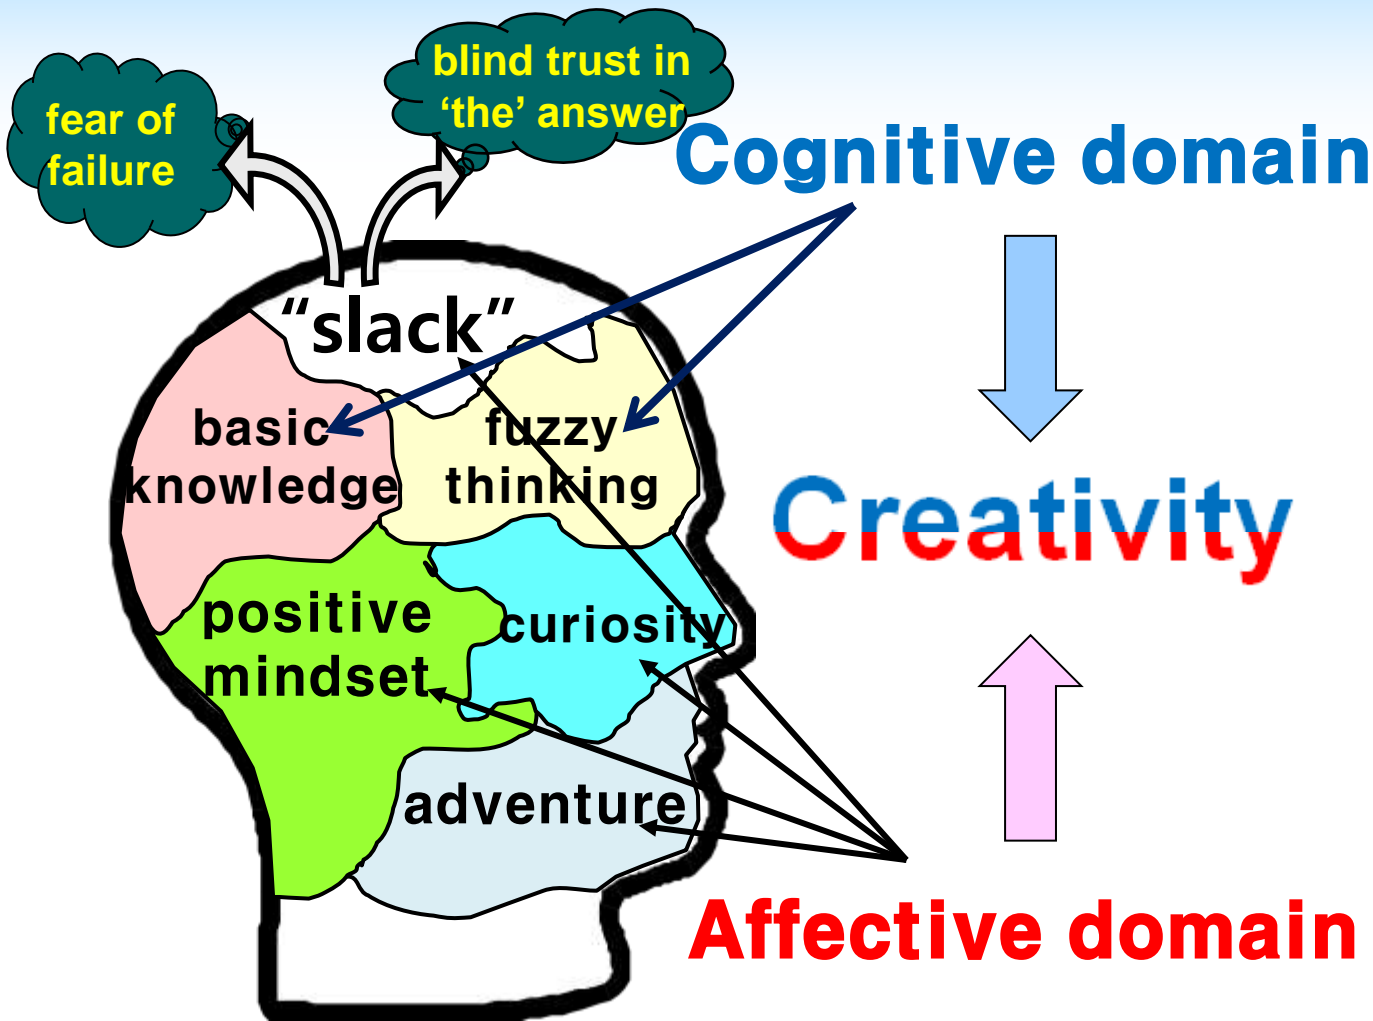 blind trust in
‘the’ answer
fear of
failure
Cognitive domain
“slack”
basic
knowledge
fuzzy
thinking
Creativity
positive
mindset
curiosity
adventure
Affective domain